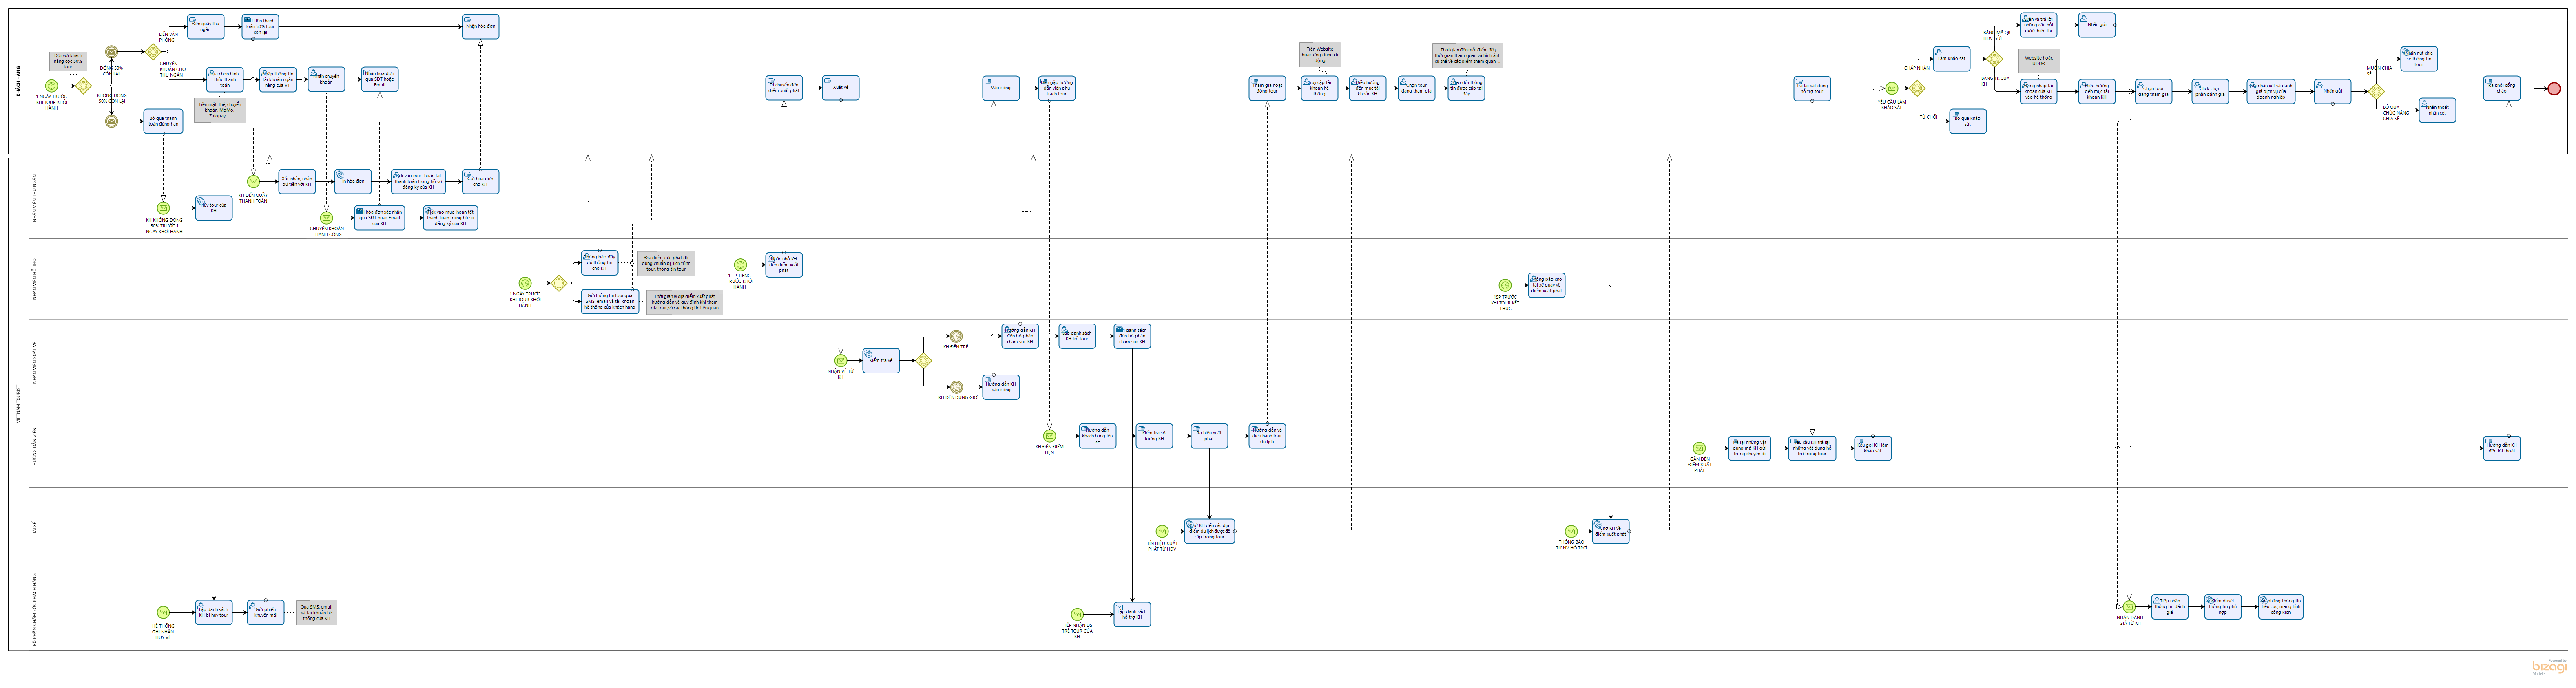 KHÁCH HÀNG
Đối với khách
hàng cọc 50%
tour
1 NGÀY TRƯỚC
KHI TOUR KHỞI
HÀNH
ĐÓNG 50%
CÒN LẠI
KHÔNG ĐÓNG
50% CÒN LẠI
ĐẾN VĂN
PHÒNG
CHUYỂN
KHOẢN CHO
THU NGÂN
Đến quầy thu
ngân
tiền thanh
toán 50% tour
còn lại
Nhận hóa đơn
chọn hình
thức thanh
toán
Tiền mặt, thẻ, chuyển
khoản, MoMo,
Zalopay, ...
thông tin
tài khoản ngân
hàng của VT
Nhấn chuyển
khoản
hóa đơn
qua SĐT hoặc
Email
Bỏ qua thanh
toán đúng hạn
Di chuyển đến
điểm xuất phát
Xuất vé
Vào cổng
gặp hướng
dẫn viên phụ
trách tour
Tham gia hoạt
động tour
Trên Website
hoặc ứng dụng di
động
cập tài
khoản hệ
thống
Điều hướng
đến mục tài
khoản KH
Chọn tour
đang tham gia
Thời gian đến mỗi điểm đến,
thời gian tham quan và hình ảnh
cụ thể về các điểm tham quan, ...
dõi thông
tin được cấp tại
đây
Trả lại vật dụng
hỗ trợ tour
YÊU CẦU LÀM
KHẢO SÁT
CHẤP NHẬN
TỪ CHỐI
Làm khảo sát
Bỏ qua khảo
sát
BẰNG MÃ QR
HDV GỬI
BẰNG TK CỦA
KH
và trả lời
những câu hỏi
được hiển thị
Nhấn gửi
Website hoặc
UDDĐ
Đăng nhập tài
khoản của KH
vào hệ thống
Điều hướng
đến mục tài
khoản KH
Chọn tour
đang tham gia
Click chọn
phần đánh giá
nhận xét và đánh
giá dịch vụ của
doanh nghiệp
Nhấn gửi
MUỐN CHIA
SẺ
BỎ QUA
CHỨC NĂNG
CHIA SẺ
nút chia
sẻ thông tin
tour
Nhấn thoát
nhận xét
Ra khỏi cổng
chào
VIETNAM TOURIST
NHÂN VIÊN THU NGÂN
KH ĐẾN QUẦY
THANH TOÁN
Xác nhận, nhận
đủ tiền với KH
In hóa đơn
vào mục hoàn tất
thanh toán trong hồ sơ
đăng ký của KH
Gửi hóa đơn
cho KH
KH KHÔNG ĐÓNG
50% TRƯỚC 1
NGÀY KHỞI HÀNH
Hủy tour của
KH
CHUYỂN KHOẢN
THÀNH CÔNG
hóa đơn xác nhận
qua SĐT hoặc Email
của KH
vào mục hoàn tất
thanh toán trong hồ sơ
đăng ký của KH
NHÂN VIÊN HỖ TRỢ
1 NGÀY TRƯỚC
KHI TOUR KHỞI
HÀNH
Thông báo đầy
đủ thông tin
cho KH
Địa điểm xuất phát, đồ
dùng chuẩn bị, lịch trình
tour, thông tin tour
Gửi thông tin tour qua
SMS, email và tài khoản
hệ thống của khách hàng
Thời gian & địa điểm xuất phát,
hướng dẫn về quy định khi tham
gia tour, và các thông tin liên quan
1 - 2 TIẾNG
TRƯỚC KHỞI
HÀNH
Nhắc nhở KH
đến điểm xuất
phát
15P TRƯỚC
KHI TOUR KẾT
THÚC
Thông báo cho
tài xế quay về
điểm xuất phát
NHÂN VIÊN SOÁT VÉ
NHẬN VÉ TỪ
KH
Kiểm tra vé
KH ĐẾN TRỄ
KH ĐẾN ĐÚNG GIỜ
Hướng dẫn KH
đến bộ phận
chăm sóc KH
Lập danh sách
KH trễ tour
danh sách
đến bộ phận
chăm sóc KH
Hướng dẫn KH
vào cổng
HƯỚNG DẪN VIÊN
KH ĐẾN ĐIỂM
HẸN
Hướng dẫn
khách hàng lên
xe
Kiểm tra số
lượng KH
Ra hiệu xuất
phát
Hướng dẫn và
điều hành tour
du lịch
GẦN ĐẾN
ĐIỂM XUẤT
PHÁT
Trả lại những vật
dụng mà KH gửi
trong chuyến đi
Yêu cầu KH trả lại
những vật dụng hỗ
trợ trong tour
Kêu gọi KH làm
khảo sát
Hướng dẫn KH
đến lối thoát
TÀI XẾ
TÍN HIỆU XUẤT
PHÁT TỪ HDV
Chở KH đến các địa
điểm du lịch được đề
cập trong tour
THÔNG BÁO
TỪ NV HỖ TRỢ
Chở KH về
điểm xuất phát
BỘ PHẬN CHĂM SÓC KHÁCH HÀNG
HỆ THỐNG
GHI NHẬN
HỦY VÉ
Lập danh sách
KH bị hủy tour
Gửi phiếu
khuyến mãi
Qua SMS, email
và tài khoản hệ
thống của KH
TIẾP NHẬN DS
TRỄ TOUR CỦA
KH
Lập danh sách
hỗ trợ KH
NHẬN ĐÁNH
GIÁ TỪ KH
Tiếp nhận
thông tin đánh
giá
Kiểm duyệt
thông tin phù
hợp
những thông tin
tiêu cực, mang tính
công kích
Powered by
bizagi
Modeler